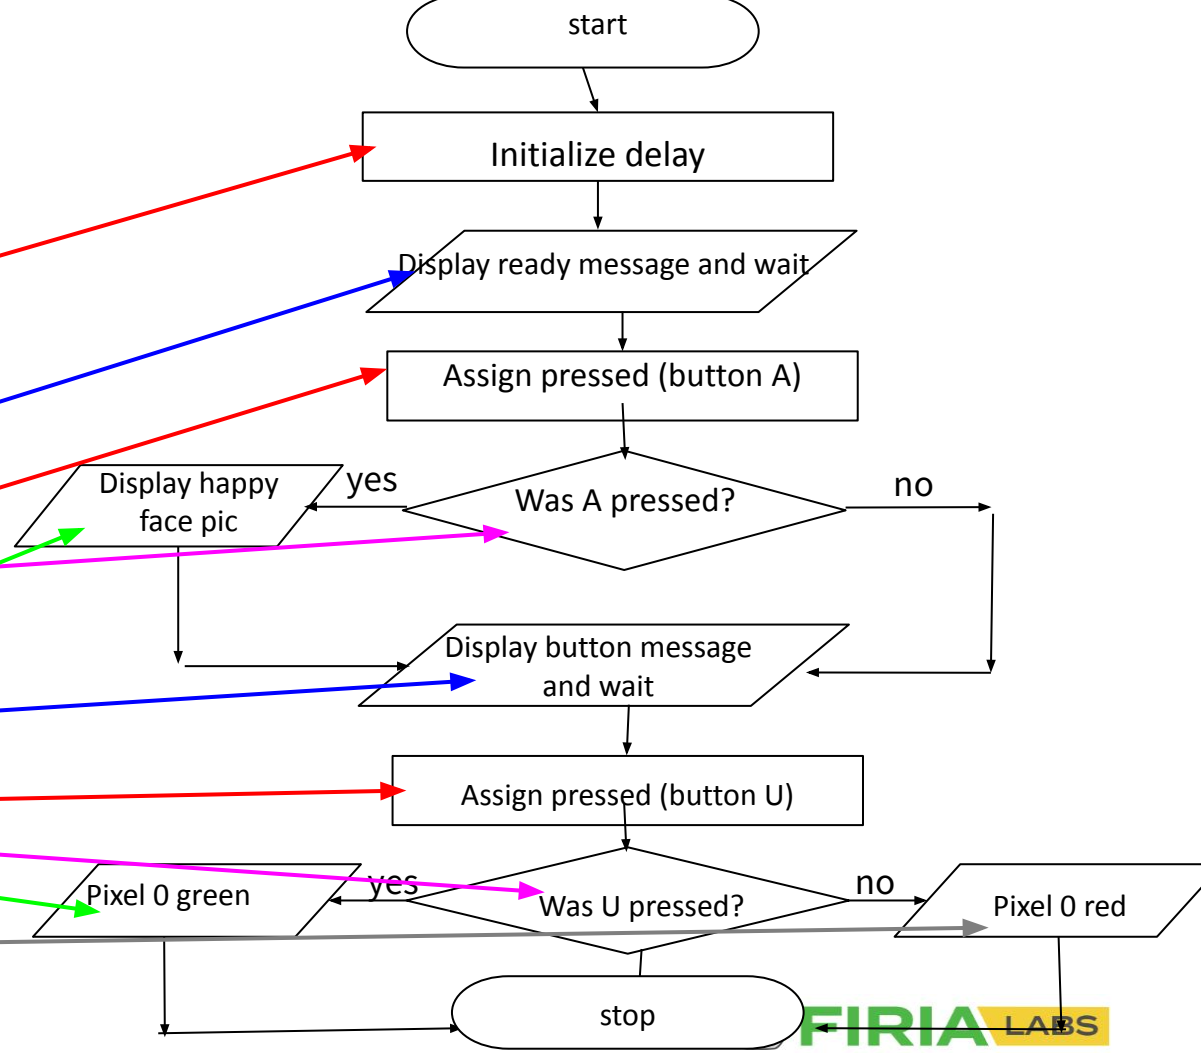 start
Initialize delay
Display ready message and wait
Assign pressed (button A)
Display happy
face pic
yes
Was A pressed?
no
Display button message
and wait
Assign pressed (button U)
Pixel 0 green
yes
Was U pressed?
no
Pixel 0 red
stop
FIRIA LABS